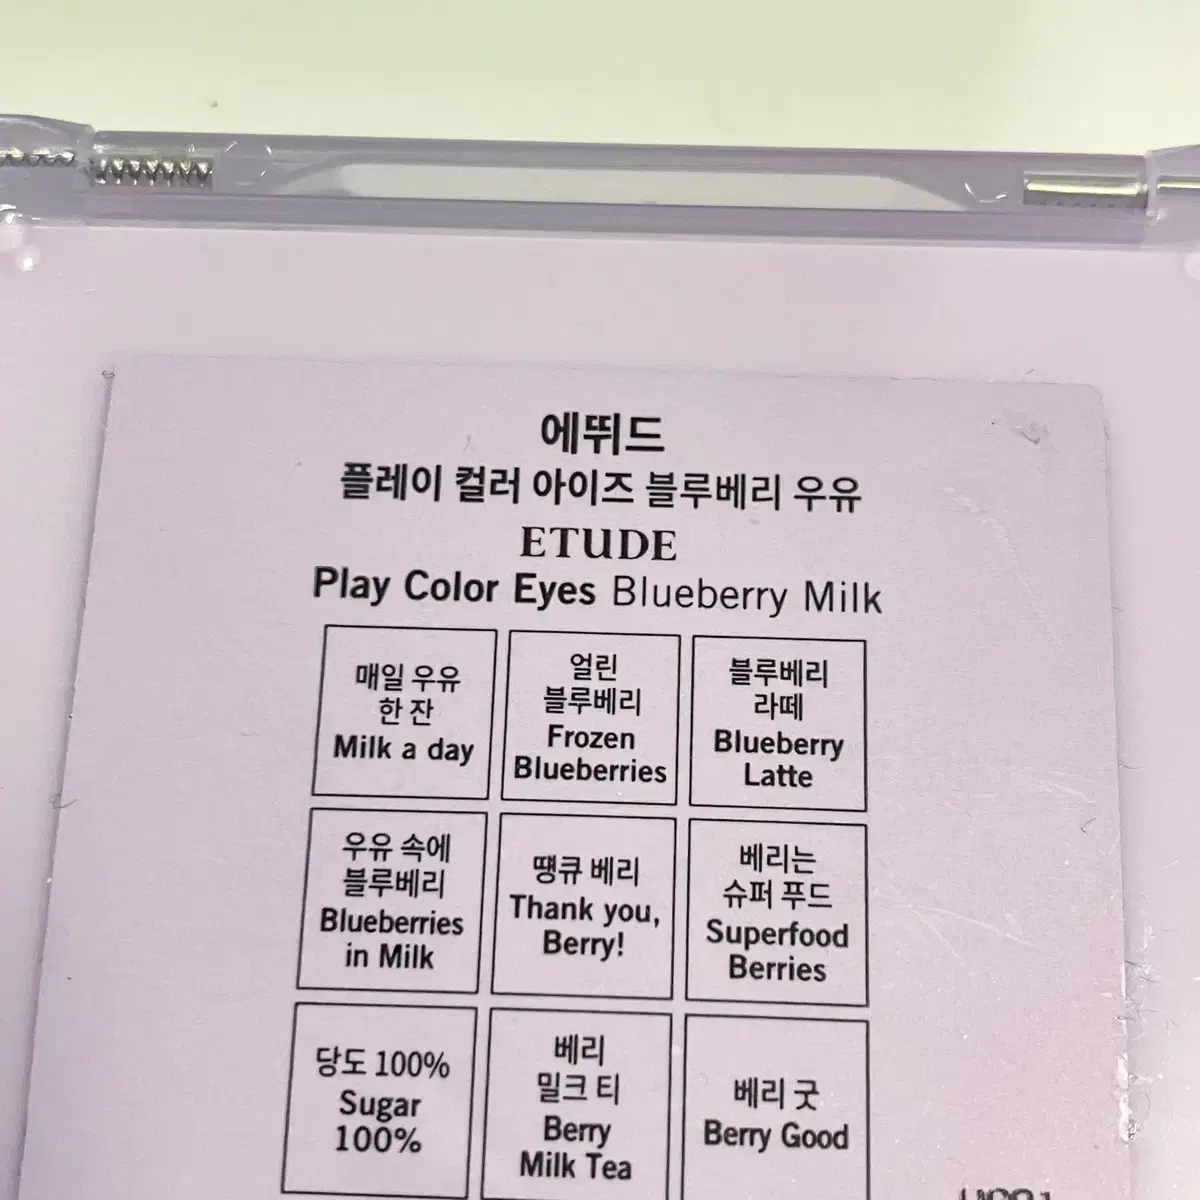 에뛰드
플레이 컬러 아이즈 블루베리 우유
ETUDE
Play Color Eyes Blueberry Milk
매일 우유
한 잔
Milk a day
얼린
블루베리
Frozen
Blueberries
블루베리
라떼
Blueberry
Latte
우유 속에
블루베리
Blueberries
in Milk
땡큐 베리
Thank you,
Berry!
베리는
슈퍼 푸드
Superfood
Berries
당도 100%
Sugar
100%
베리
밀크 티
Berry
Milk Tea
베리 굿
Berry Good